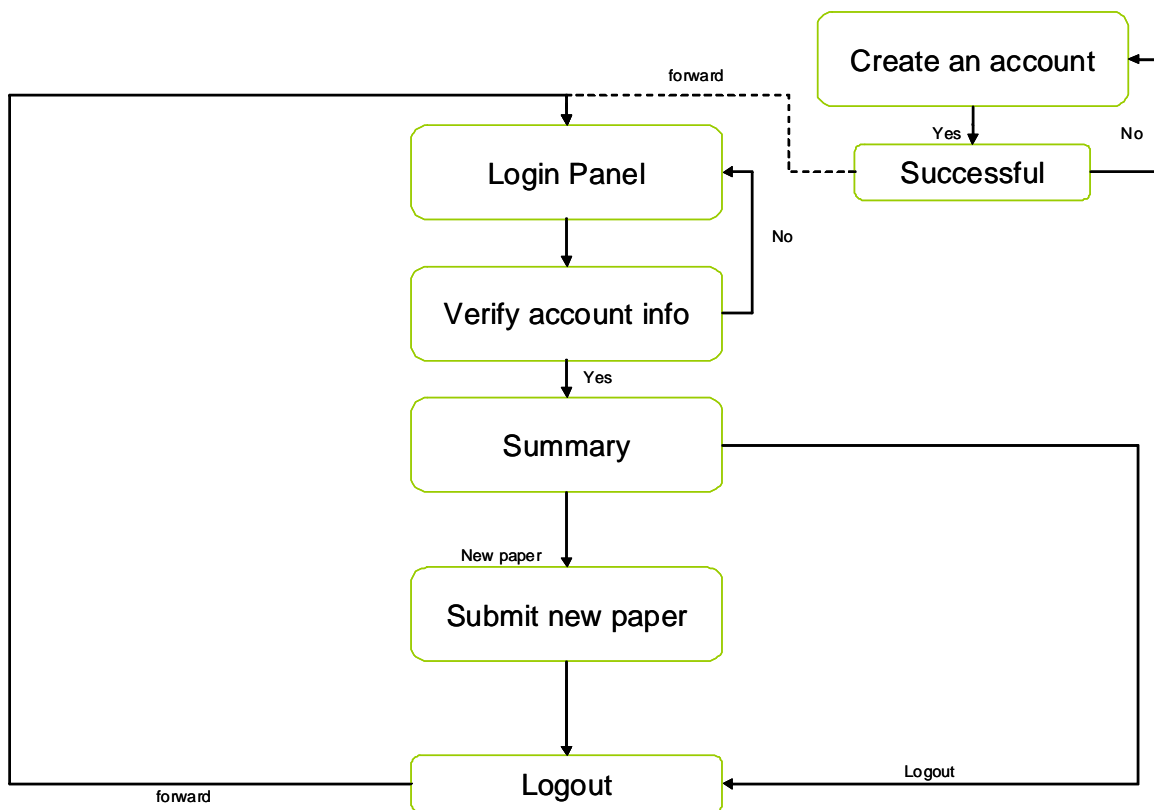 Create an account
forward
Yes
No
Login Panel
Successful
No
Verify account info
Yes
Summary
New paper
Submit new paper
Logout
Logout
forward